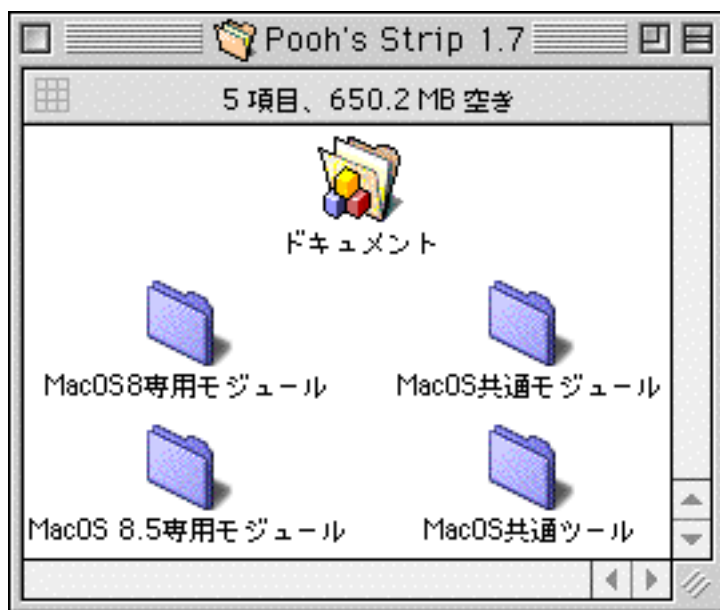 Pooh's Strip 1.7
5 項目、650.2 MB 空き
ドキュメント
MacOS8専用モジュール
MacOS共通モジュール
MacOS 8.5専用モジュール
MacOS共通ツール